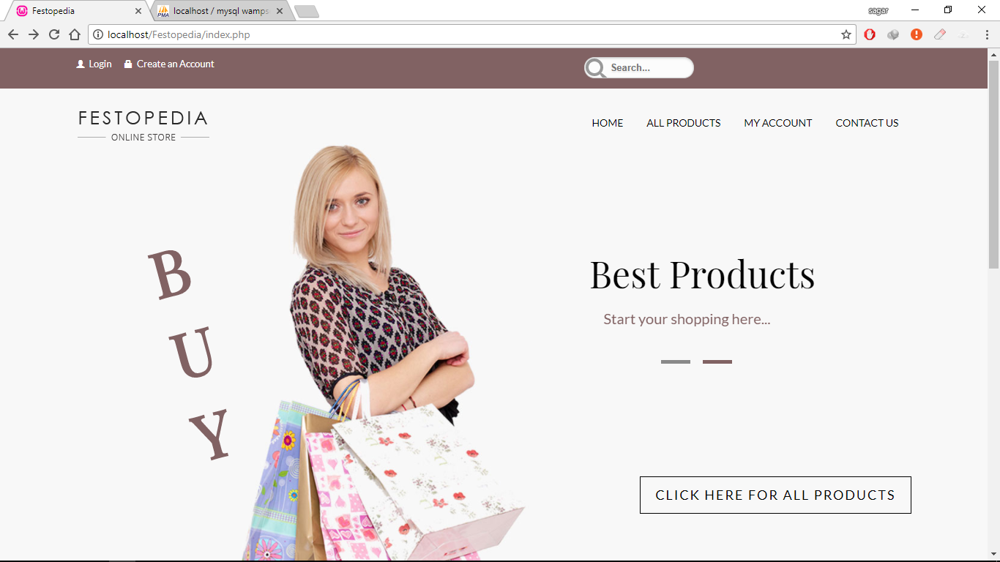 Festopedia
PMA
localhost / mysql wamps
sagar
localhost/Festopedia/index.php
Login
Create an Account
Search...
FESTOPEDIA
ONLINE STORE
HOME
ALL PRODUCTS
MY ACCOUNT
CONTACT US
B
U
Y
Best Products
Start your shopping here...
CLICK HERE FOR ALL PRODUCTS